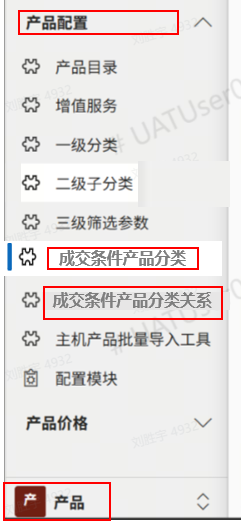 产品配置
产品目录
增值服务
一级分类
二级子分类
三级筛选参数
成交条件产品分类
成交条件产品分类关系
主机产品批量导入工具
配置模块
产品价格
产 产品